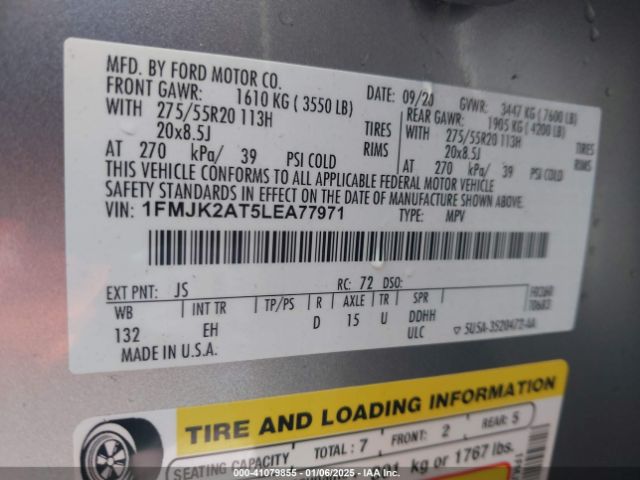 MFD. BY FORD MOTOR CO. DATE: 09/20 GVWR: 3447 KG (7600 LB)
FRONT GAWR: 1610 KG (3550 LB) REAR GAWR: 1905 KG (4200 LB)
WITH 275/55R20 113H TIRES WITH 275/55R20 113H TIRES
20x8.5J RIMS 20x8.5J RIMS
AT 270 kPa/ 39 PSI COLD AT 270 kPa/ 39 PSI COLD
THIS VEHICLE CONFORMS TO ALL APPLICABLE FEDERAL MOTOR VEHICLE
SAFETY STANDARDS IN EFFECT ON THE DATE OF MANUFACTURE SHOWN ABOVE.
VIN: 1FMJK2AT5LEA77971 TYPE: MPV
EXT PNT: JS RC: 72 DSO:
WB INT TR TP/PS R AXLE TR SPR
132 EH D 15 U DDHH
MADE IN U.S.A. ULC
TIRE AND LOADING INFORMATION
SEATING CAPACITY TOTAL: 7 FRONT: 2 REAR: 5
kg or 1767 lbs.
000-41079855 - 01/06/2025 - IAAI.CA